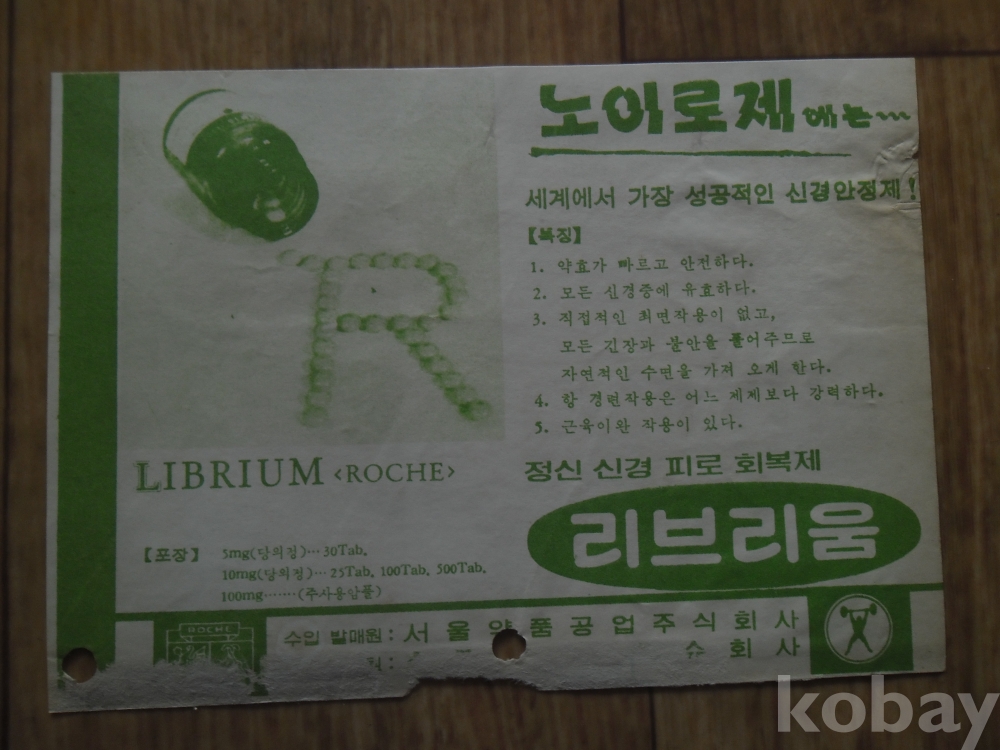 노이로제에는…
세계에서 가장 성공적인 신경안정제!
【특징】
1. 약효가 빠르고 안전하다.
2. 모든 신경증에 유효하다.
3. 직접적인 최면작용이 없고,
모든 긴장과 불안을 풀어주므로
자연적인 수면을 가져 오게 한다.
4. 항 경련작용은 어느 제제보다 강력하다.
5. 근육이완 작용이 있다.
정신 신경 피로 회복제
리브리움
R
LIBRIUM <ROCHE>
【포장】 5mg(당의정)…30Tab.
10mg(당의정)…25Tab. 100Tab. 500Tab.
100mg……(주사용암플)
ROCHE
수입 발매원 : 서울약품공업주식회사
회사
kobay